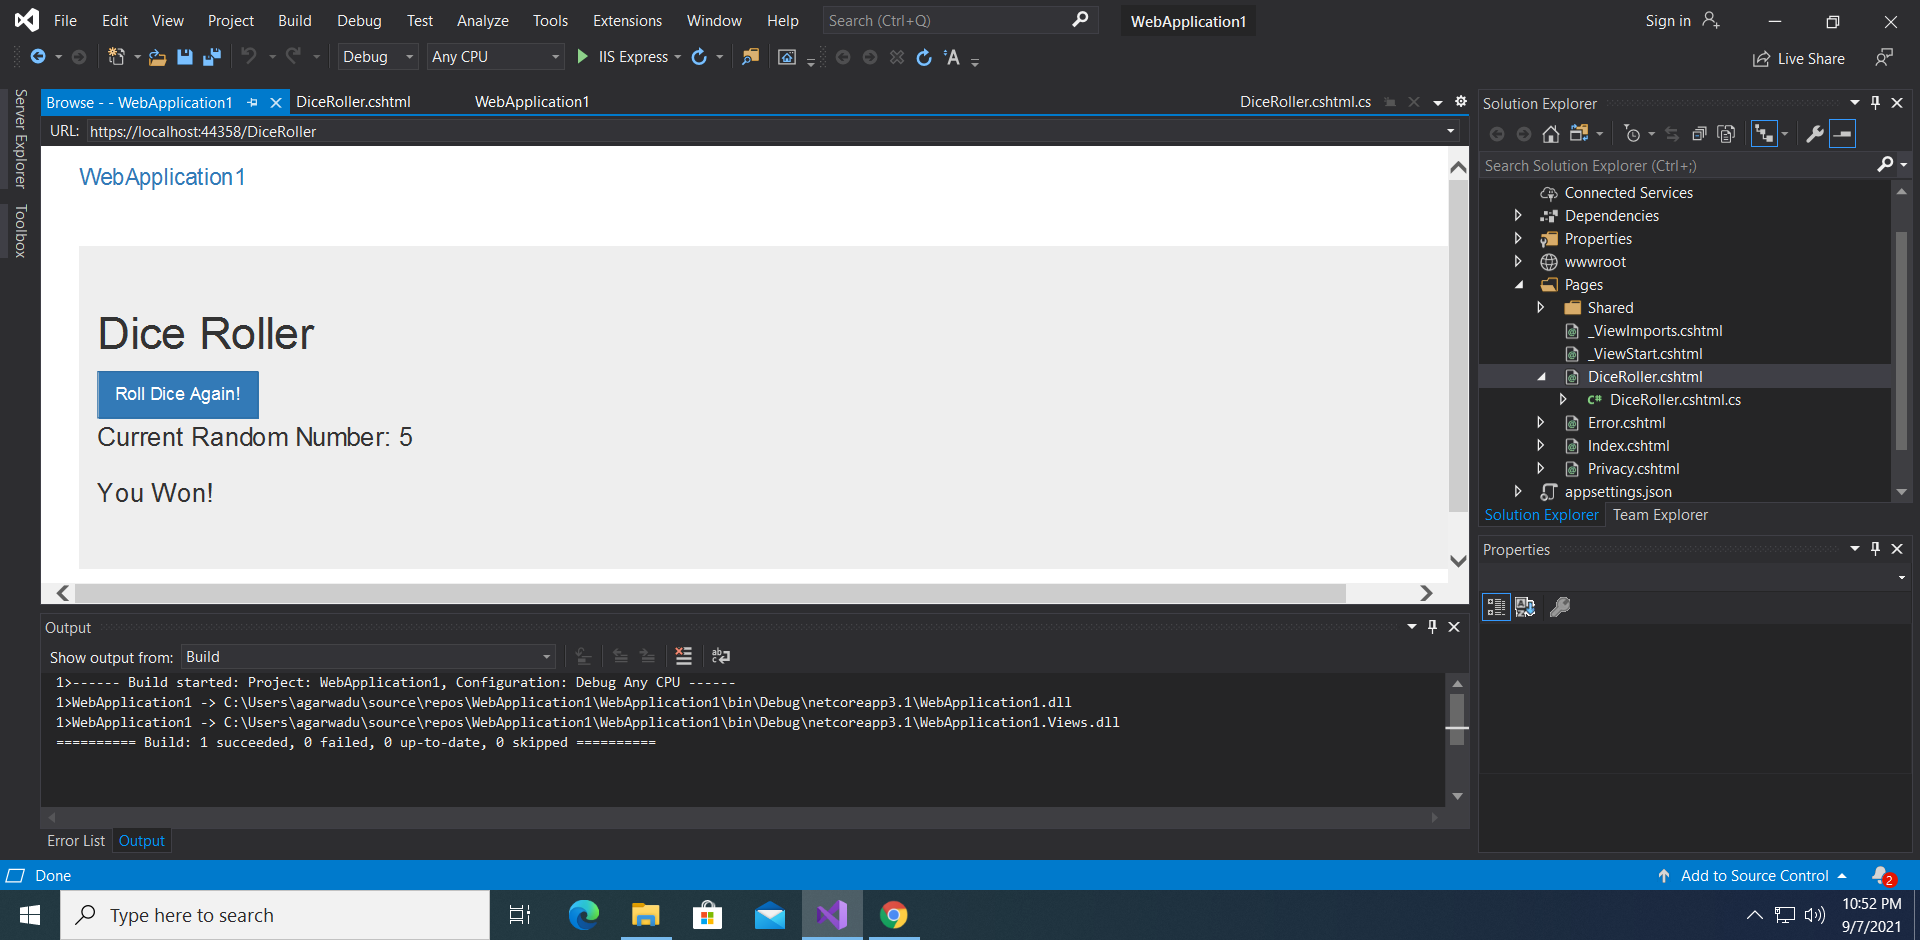 File Edit View Project Build Debug Test Analyze Tools Extensions Window Help Search (Ctrl+Q) WebApplication1 Sign in
Debug Any CPU IIS Express Live Share
Server Explorer
Toolbox
Browse - - WebApplication1 DiceRoller.cshtml WebApplication1 DiceRoller.cshtml.cs
URL: https://localhost:44358/DiceRoller
WebApplication1
Dice Roller
Roll Dice Again!
Current Random Number: 5
You Won!
Output
Show output from: Build
1>------ Build started: Project: WebApplication1, Configuration: Debug Any CPU ------
1>WebApplication1 -> C:\Users\agarwadu\source\repos\WebApplication1\WebApplication1\bin\Debug\netcoreapp3.1\WebApplication1.dll
1>WebApplication1 -> C:\Users\agarwadu\source\repos\WebApplication1\WebApplication1\bin\Debug\netcoreapp3.1\WebApplication1.Views.dll
========== Build: 1 succeeded, 0 failed, 0 up-to-date, 0 skipped ==========
Error List Output
Solution Explorer
Search Solution Explorer (Ctrl+;)
Connected Services
Dependencies
Properties
wwwroot
Pages
Shared
_ViewImports.cshtml
_ViewStart.cshtml
DiceRoller.cshtml
C# DiceRoller.cshtml.cs
Error.cshtml
Index.cshtml
Privacy.cshtml
appsettings.json
Solution Explorer Team Explorer
Properties
Done Add to Source Control 2
Type here to search
10:52 PM
9/7/2021